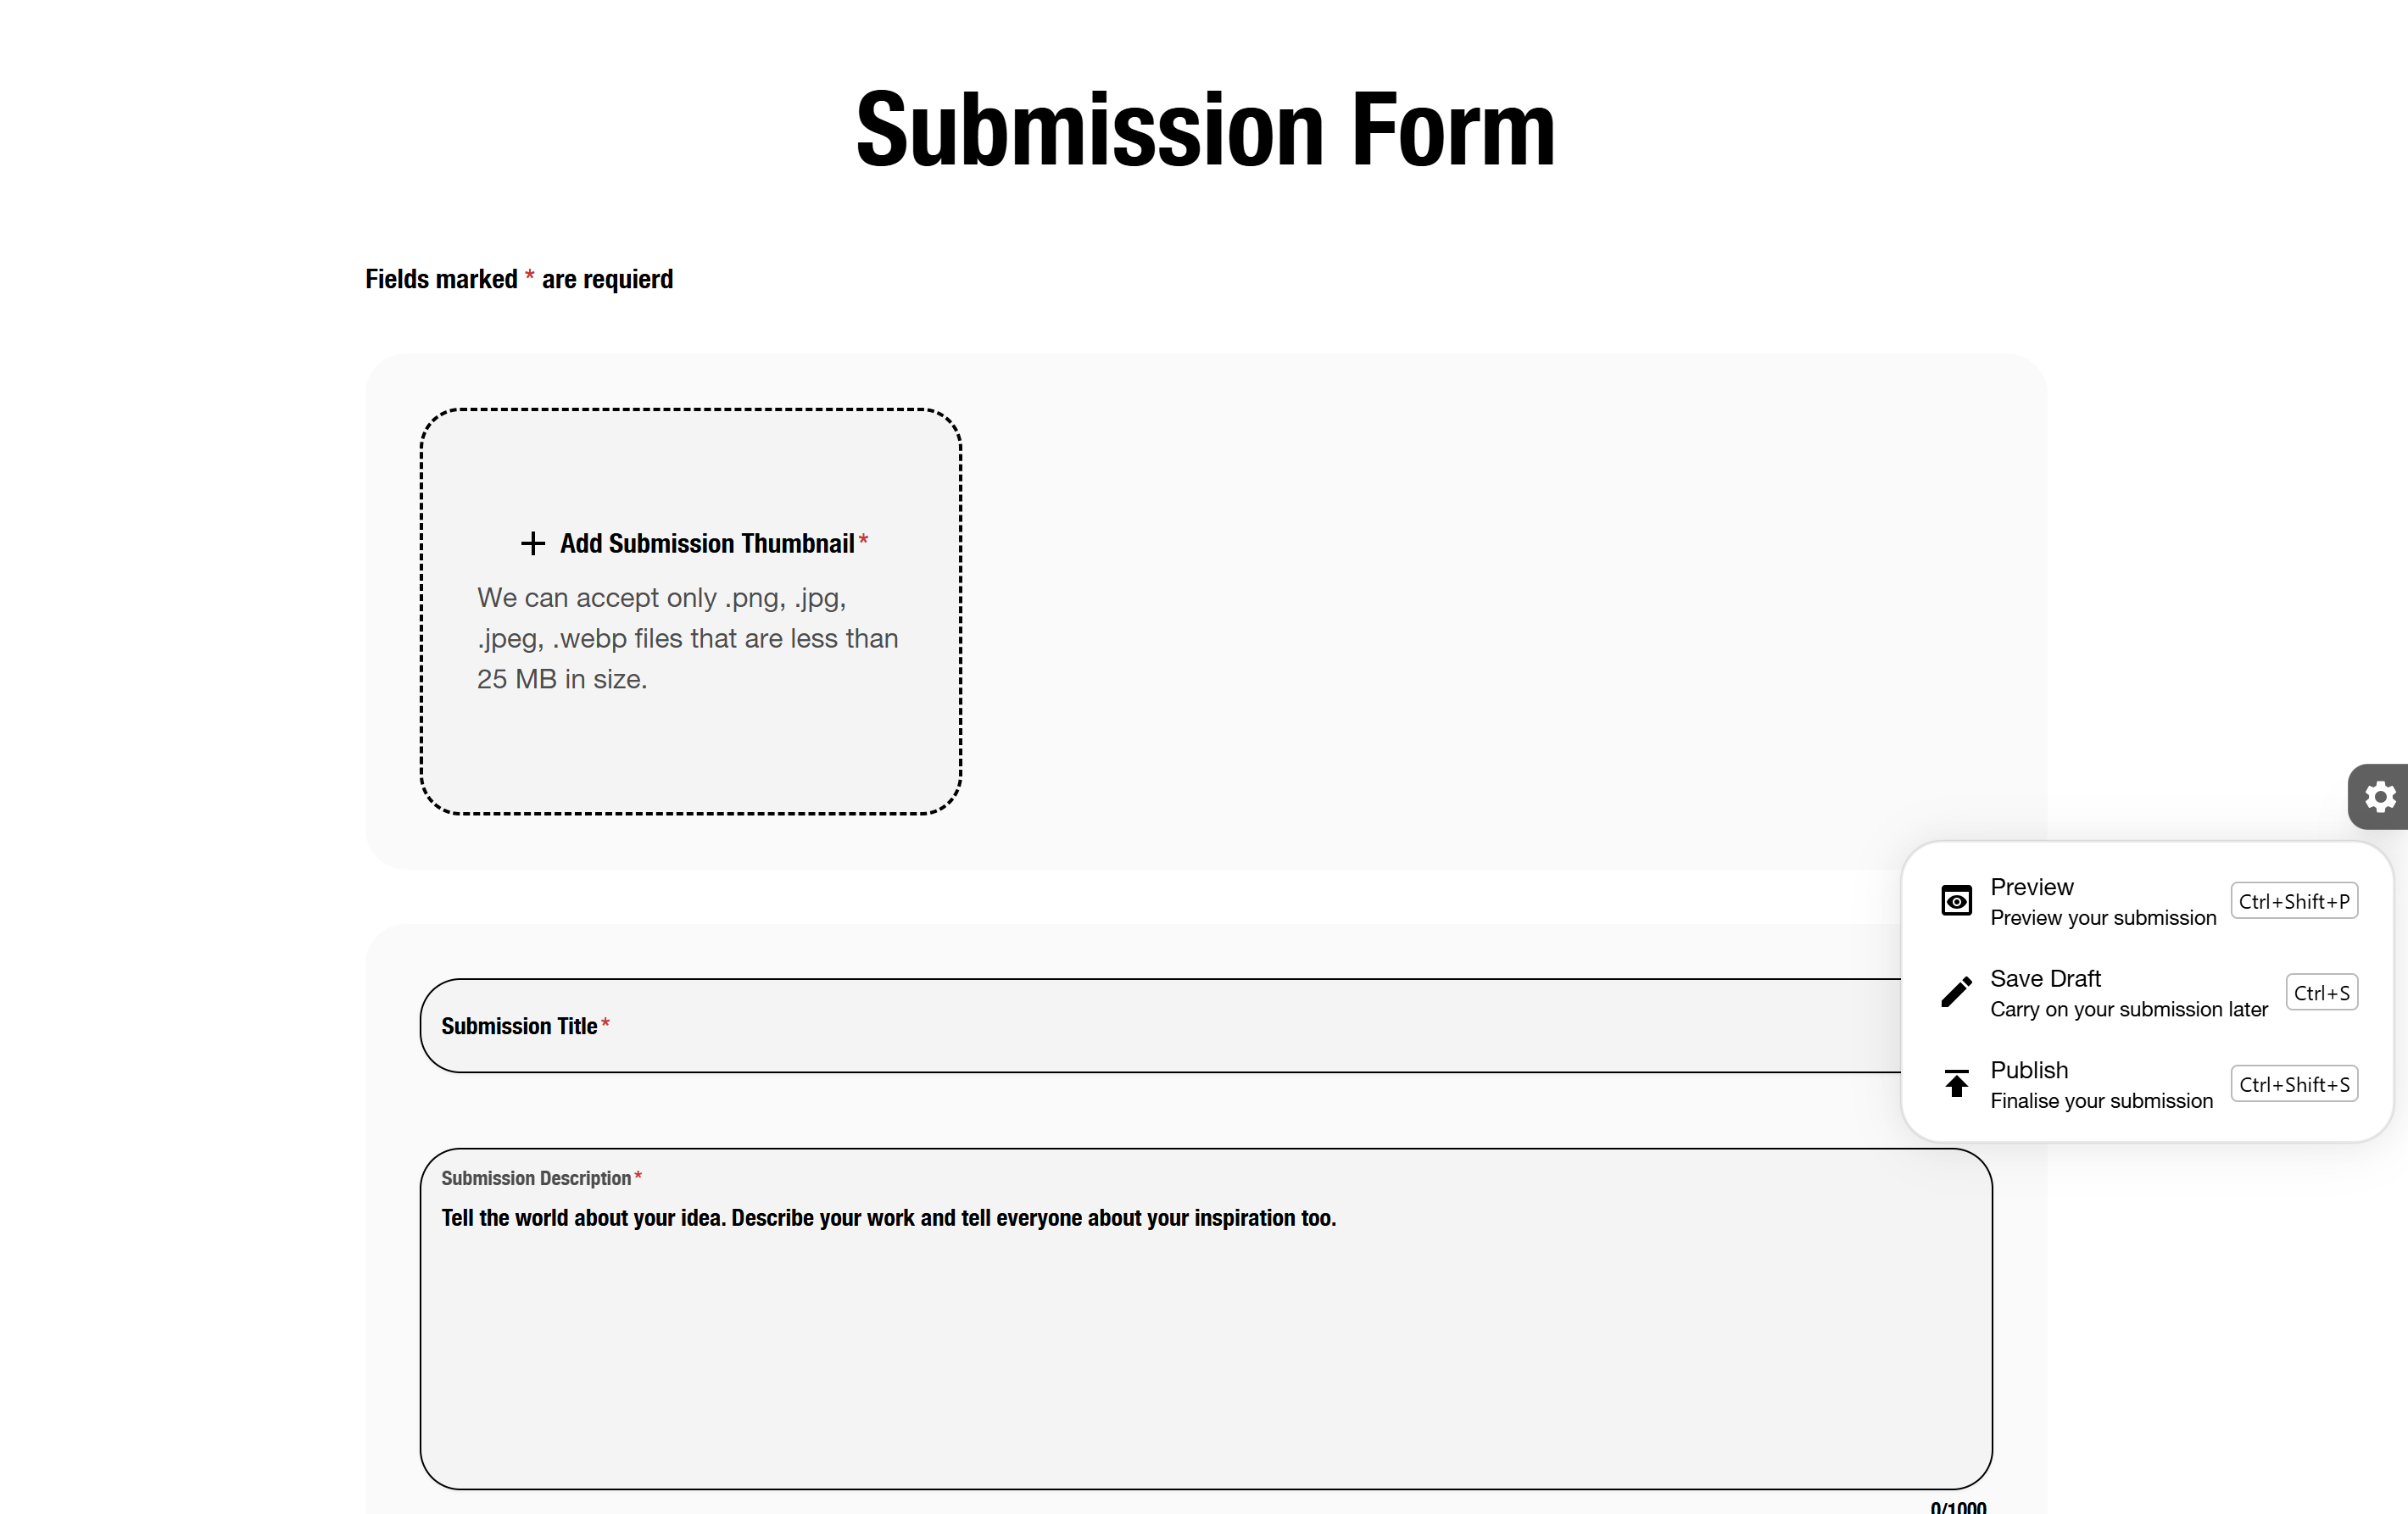 Submission Form
Fields marked * are requierd
Add Submission Thumbnail*
We can accept only .png, .jpg,
.jpeg, .webp files that are less than
25 MB in size.
Preview
Preview your submission
Ctrl+Shift+P
Save Draft
Carry on your submission later
Ctrl+S
Publish
Finalise your submission
Ctrl+Shift+S
Submission Title*
Submission Description*
Tell the world about your idea. Describe your work and tell everyone about your inspiration too.
0/1000